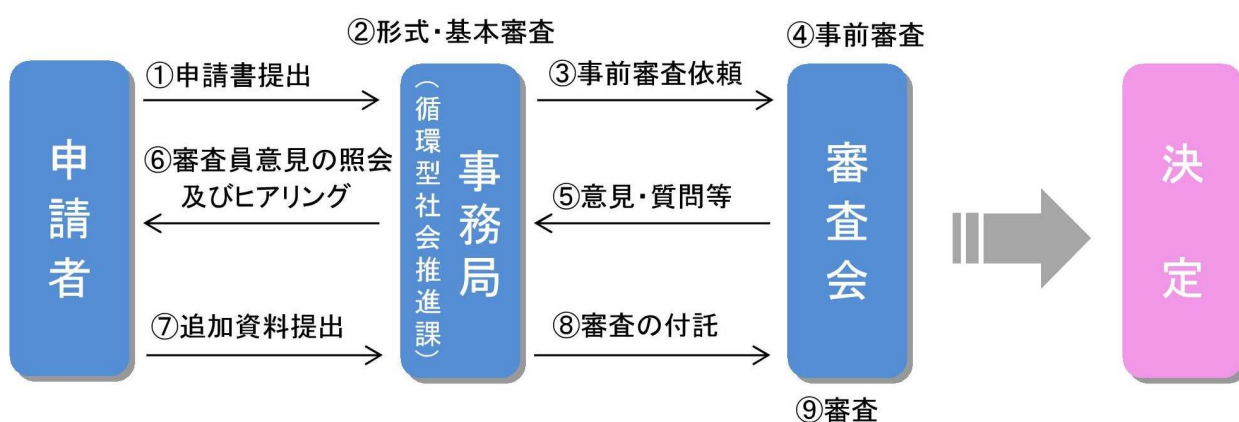 ②形式・基本審査
④事前審査
①申請書提出
③事前審査依頼
申請者
⑥審査員意見の照会
及びヒアリング
(循環型社会推進課)
事務局
⑤意見・質問等
審査会
決定
⑦追加資料提出
⑧審査の付託
⑨審査